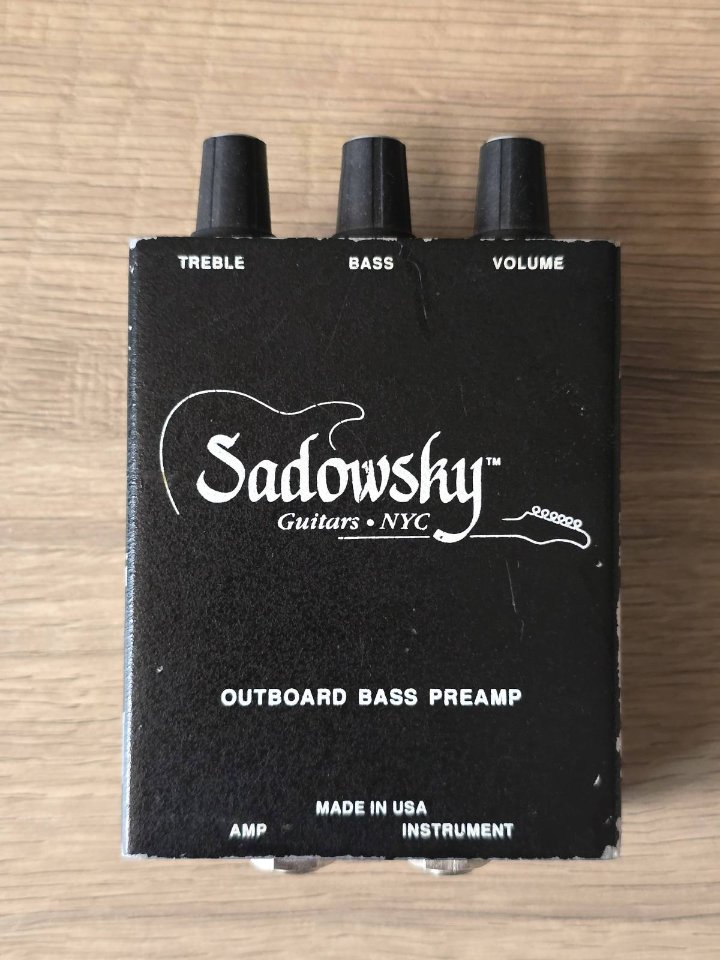 TREBLE BASS VOLUME
Sadowsky™
Guitars • NYC
OUTBOARD BASS PREAMP
MADE IN USA
AMP INSTRUMENT